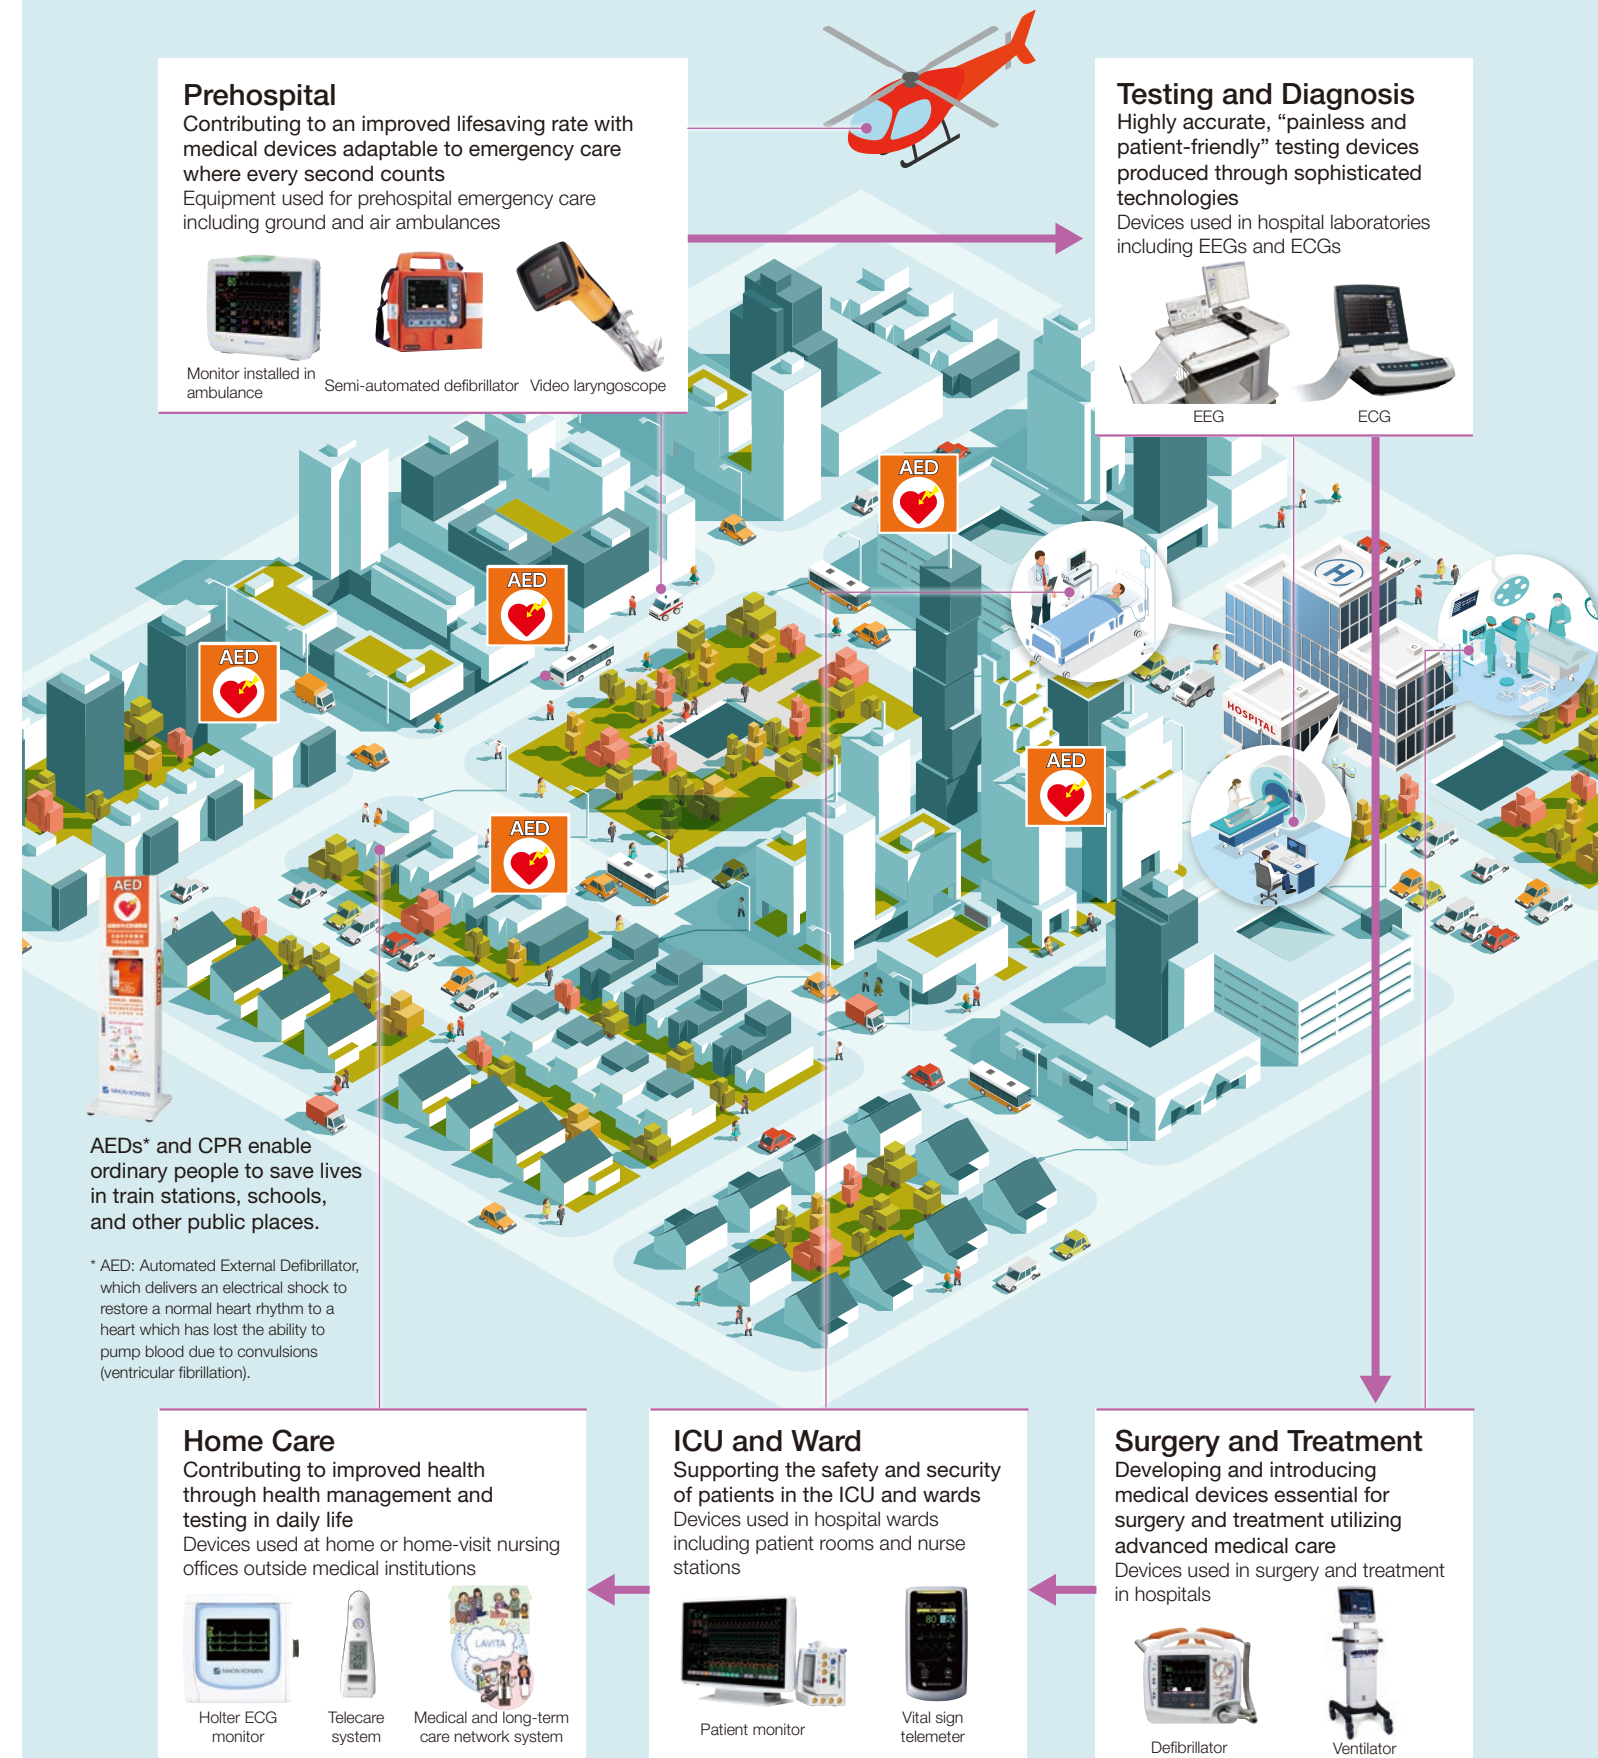 Prehospital
Contributing to an improved lifesaving rate with
medical devices adaptable to emergency care
where every second counts
Equipment used for prehospital emergency care
including ground and air ambulances
Monitor installed in
ambulance
Semi-automated defibrillator
Video laryngoscope
Testing and Diagnosis
Highly accurate, “painless and
patient-friendly” testing devices
produced through sophisticated
technologies
Devices used in hospital laboratories
including EEGs and ECGs
EEG
ECG
AED
AED
AED
AED
AED
H
HOSPITAL
AED
NIHON KOHDEN
AEDs* and CPR enable
ordinary people to save lives
in train stations, schools,
and other public places.
* AED: Automated External Defibrillator,
which delivers an electrical shock to
restore a normal heart rhythm to a
heart which has lost the ability to
pump blood due to convulsions
(ventricular fibrillation).
Home Care
Contributing to improved health
through health management and
testing in daily life
Devices used at home or home-visit nursing
offices outside medical institutions
NIHON KOHDEN
LAVITA
Holter ECG
monitor
Telecare
system
Medical and long-term
care network system
ICU and Ward
Supporting the safety and security
of patients in the ICU and wards
Devices used in hospital wards
including patient rooms and nurse
stations
80
Patient monitor
Vital sign
telemeter
Surgery and Treatment
Developing and introducing
medical devices essential for
surgery and treatment utilizing
advanced medical care
Devices used in surgery and treatment
in hospitals
Defibrillator
Ventilator